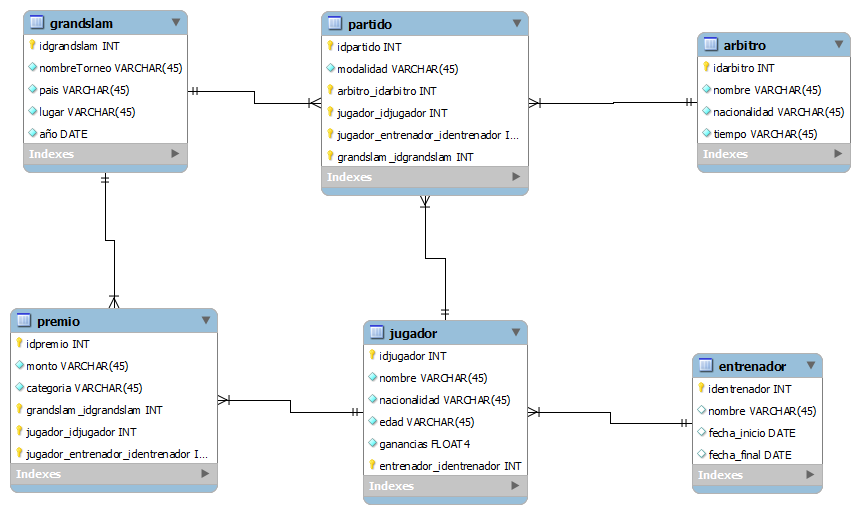 grandslam
idgrandslam INT
nombreTorneo VARCHAR(45)
pais VARCHAR(45)
lugar VARCHAR(45)
año DATE
Indexes
partido
idpartido INT
modalidad VARCHAR(45)
arbitro_idarbitro INT
jugador_idjugador INT
jugador_entrenador_identrenador I...
grandslam_idgrandslam INT
Indexes
arbitro
idarbitro INT
nombre VARCHAR(45)
nacionalidad VARCHAR(45)
tiempo VARCHAR(45)
Indexes
premio
idpremio INT
monto VARCHAR(45)
categoria VARCHAR(45)
grandslam_idgrandslam INT
jugador_idjugador INT
jugador_entrenador_identrenador I...
Indexes
jugador
idjugador INT
nombre VARCHAR(45)
nacionalidad VARCHAR(45)
edad VARCHAR(45)
ganancias FLOAT4
entrenador_identrenador INT
Indexes
entrenador
identrenador INT
nombre VARCHAR(45)
fecha_inicio DATE
fecha_final DATE
Indexes